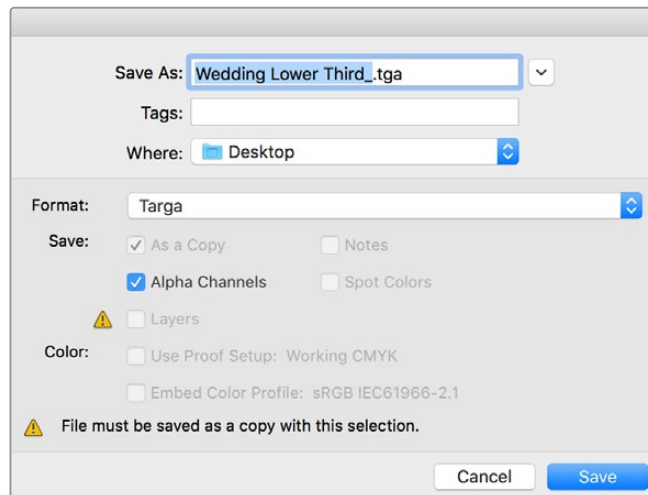 Save As: Wedding Lower Third_.tga
Tags:
Where: Desktop
Format: Targa
Save: As a Copy Notes
Alpha Channels Spot Colors
Layers
Color: Use Proof Setup: Working CMYK
Embed Color Profile: sRGB IEC61966-2.1
File must be saved as a copy with this selection.
Cancel Save